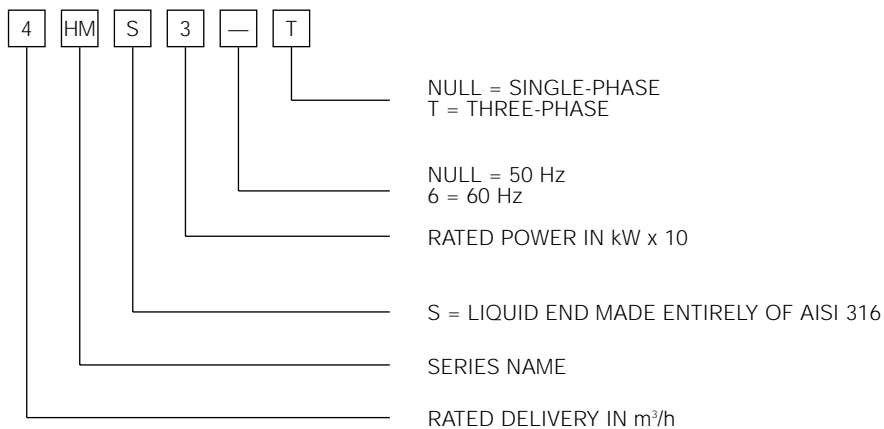 4 HM S 3 — T
NULL = SINGLE-PHASE
T = THREE-PHASE
NULL = 50 Hz
6 = 60 Hz
RATED POWER IN kW x 10
S = LIQUID END MADE ENTIRELY OF AISI 316
SERIES NAME
RATED DELIVERY IN m³/h